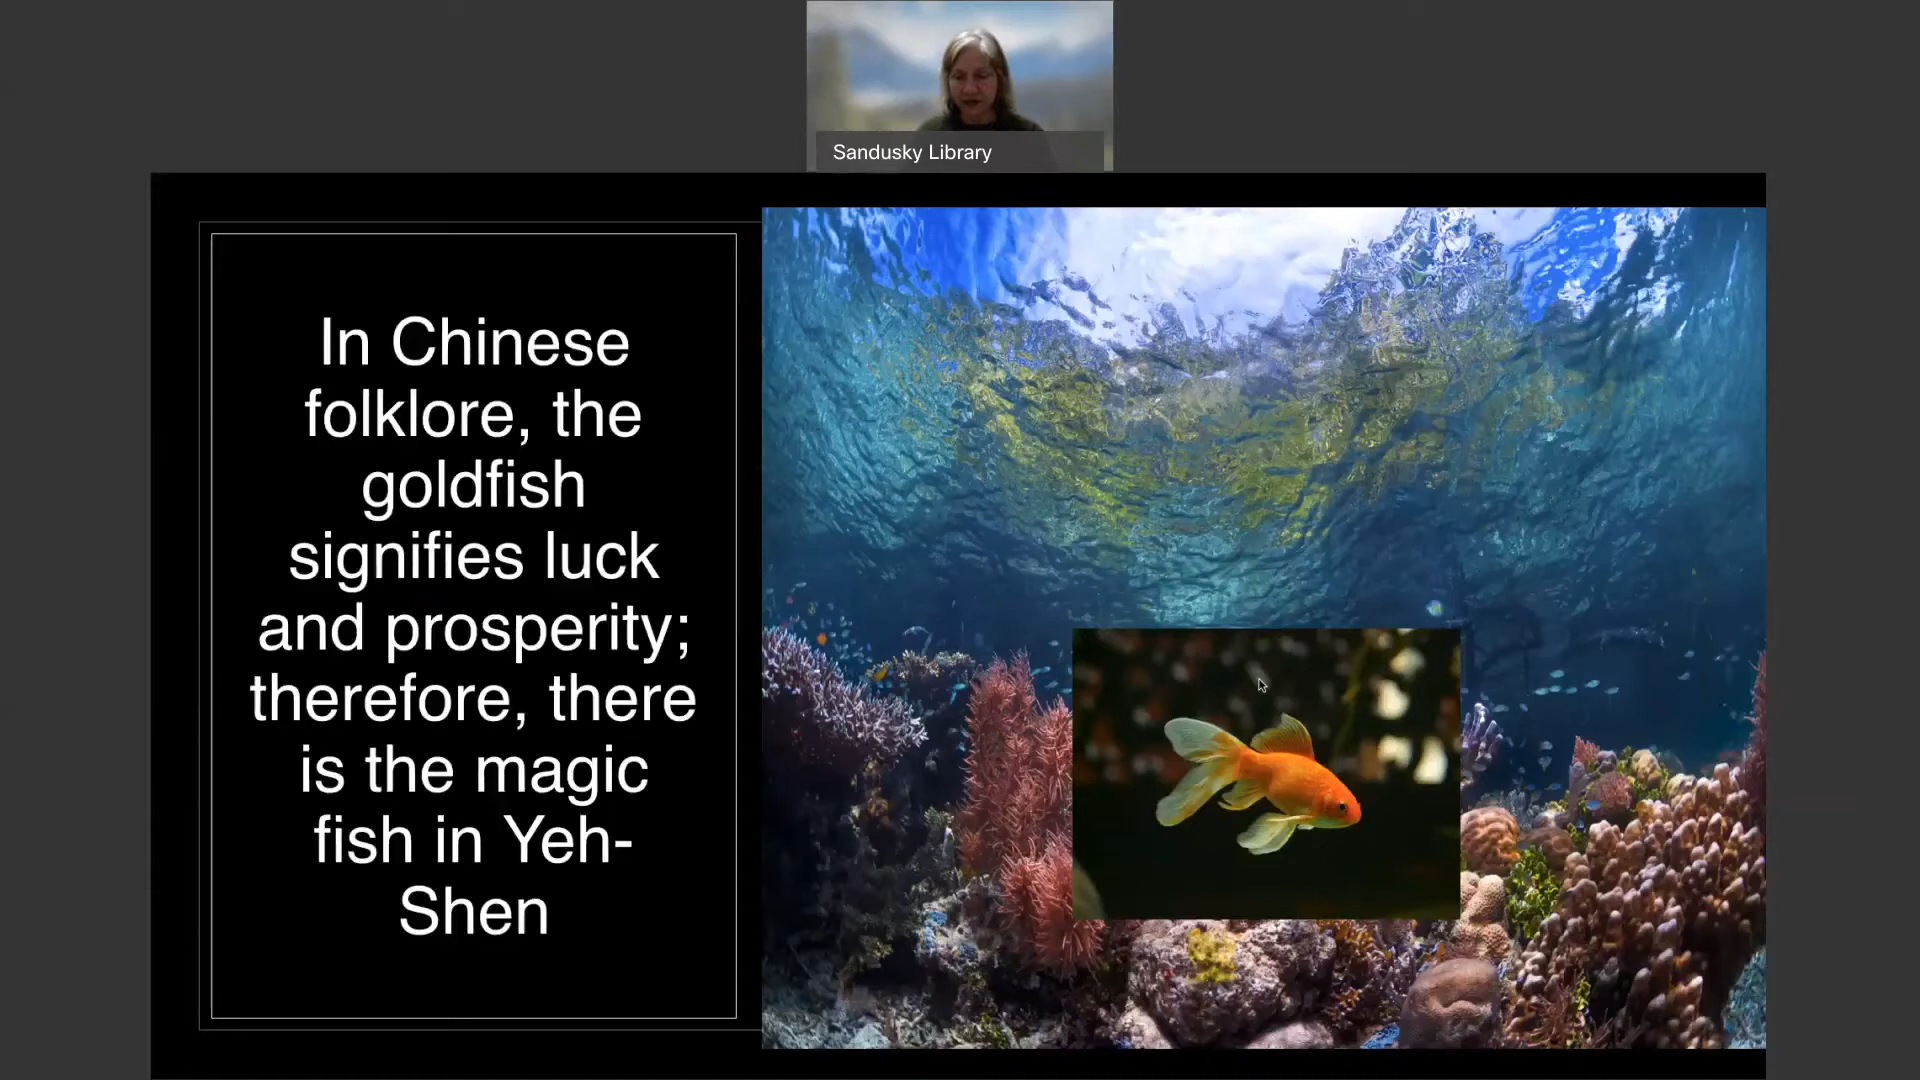 Sandusky Library
In Chinese
folklore, the
goldfish
signifies luck
and prosperity;
therefore, there
is the magic
fish in Yeh-
Shen